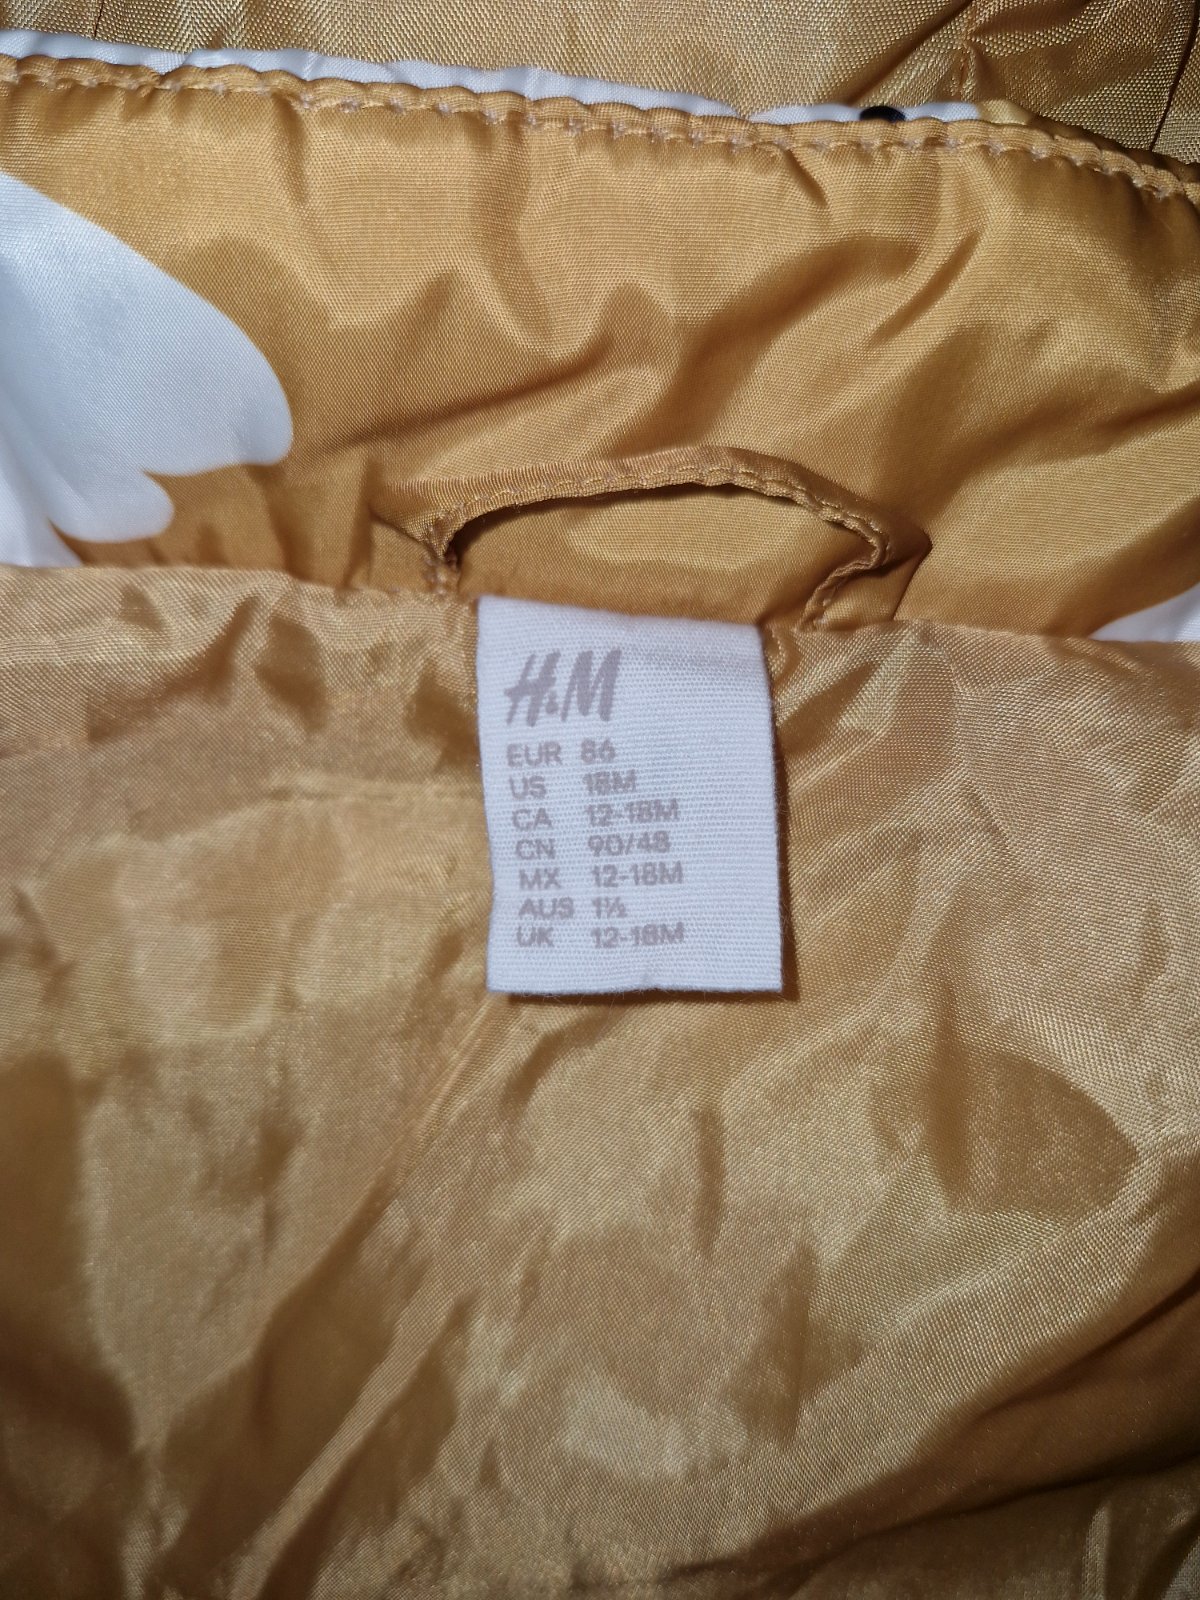 H&M
EUR 86
US 18M
CA 12-18M
CN 90/48
MX 12-18M
AUS 1½
UK 12-18M